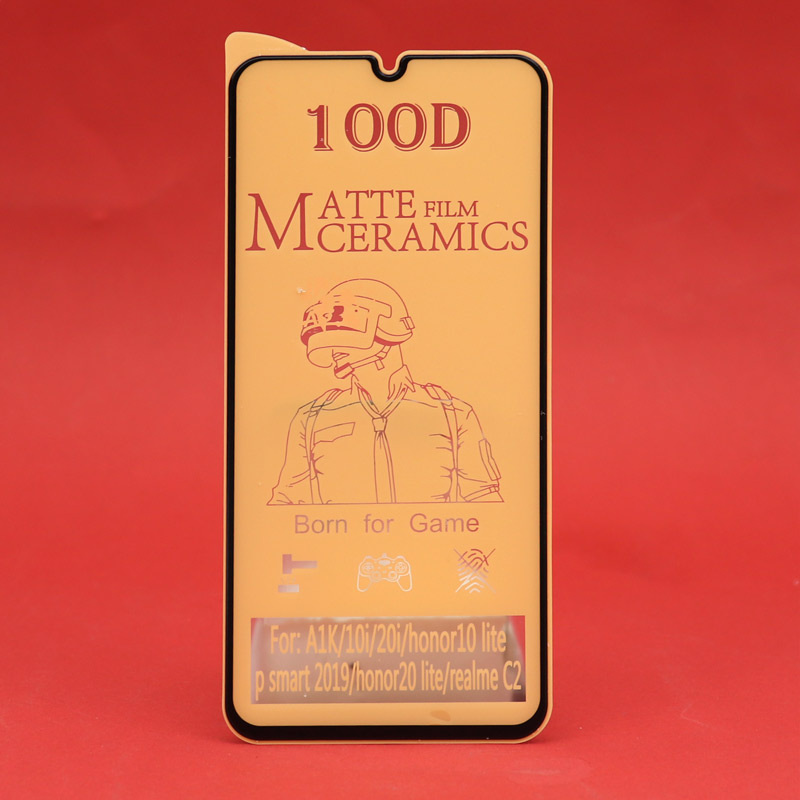 100D
MATTE FILM
CERAMICS
Born for Game
For: A1K/10i/20i/honor10 lite
p smart 2019/honor20 lite/realme C2